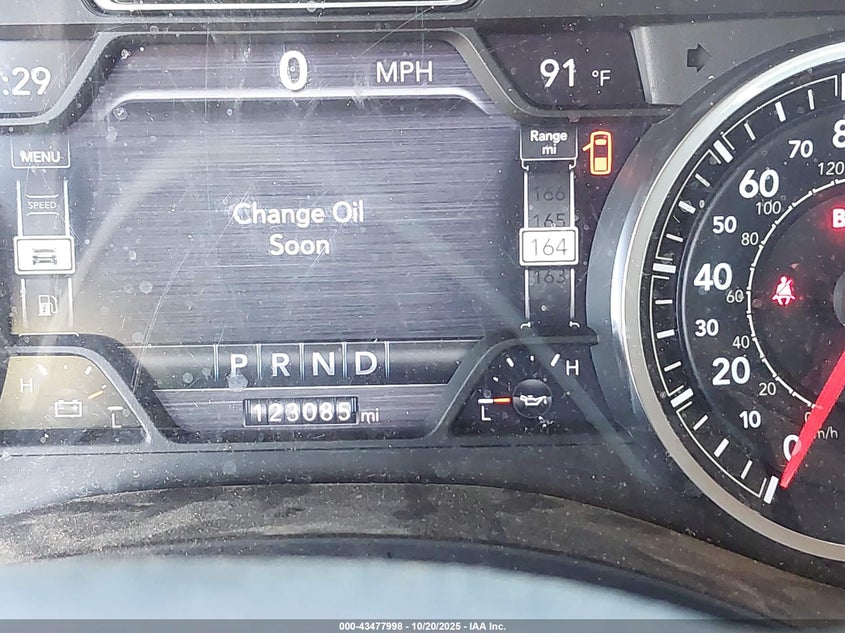 :29
0 MPH
91 °F
MENU
SPEED
Change Oil
Soon
Range
mi
166
165
164
163
P R N D
123085 mi
H
L
L
H
0
10
20
30
40
50
60
70
20
40
60
80
100
120
km/h
000-43477998 - 10/20/2025 - IAA Inc.